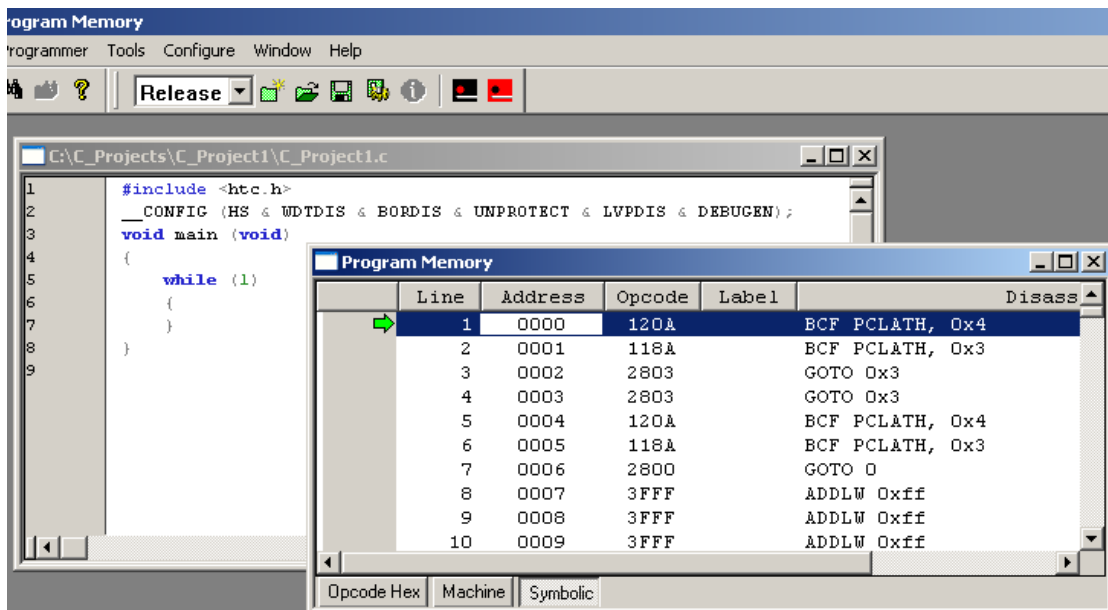 rogram Memory
Programmer Tools Configure Window Help
Release
C:\C_Projects\C_Project1\C_Project1.c
1 #include <htc.h>
2 __CONFIG (HS & WDTDIS & BORDIS & UNPROTECT & LVPDIS & DEBUGEN);
3 void main (void)
4 {
5 while (1)
6 {
7 }
8 }
9
Program Memory
Line Address Opcode Label Disass
1 0000 120A BCF PCLATH, 0x4
2 0001 118A BCF PCLATH, 0x3
3 0002 2803 GOTO 0x3
4 0003 2803 GOTO 0x3
5 0004 120A BCF PCLATH, 0x4
6 0005 118A BCF PCLATH, 0x3
7 0006 2800 GOTO 0
8 0007 3FFF ADDLW 0xff
9 0008 3FFF ADDLW 0xff
10 0009 3FFF ADDLW 0xff
Opcode Hex Machine Symbolic